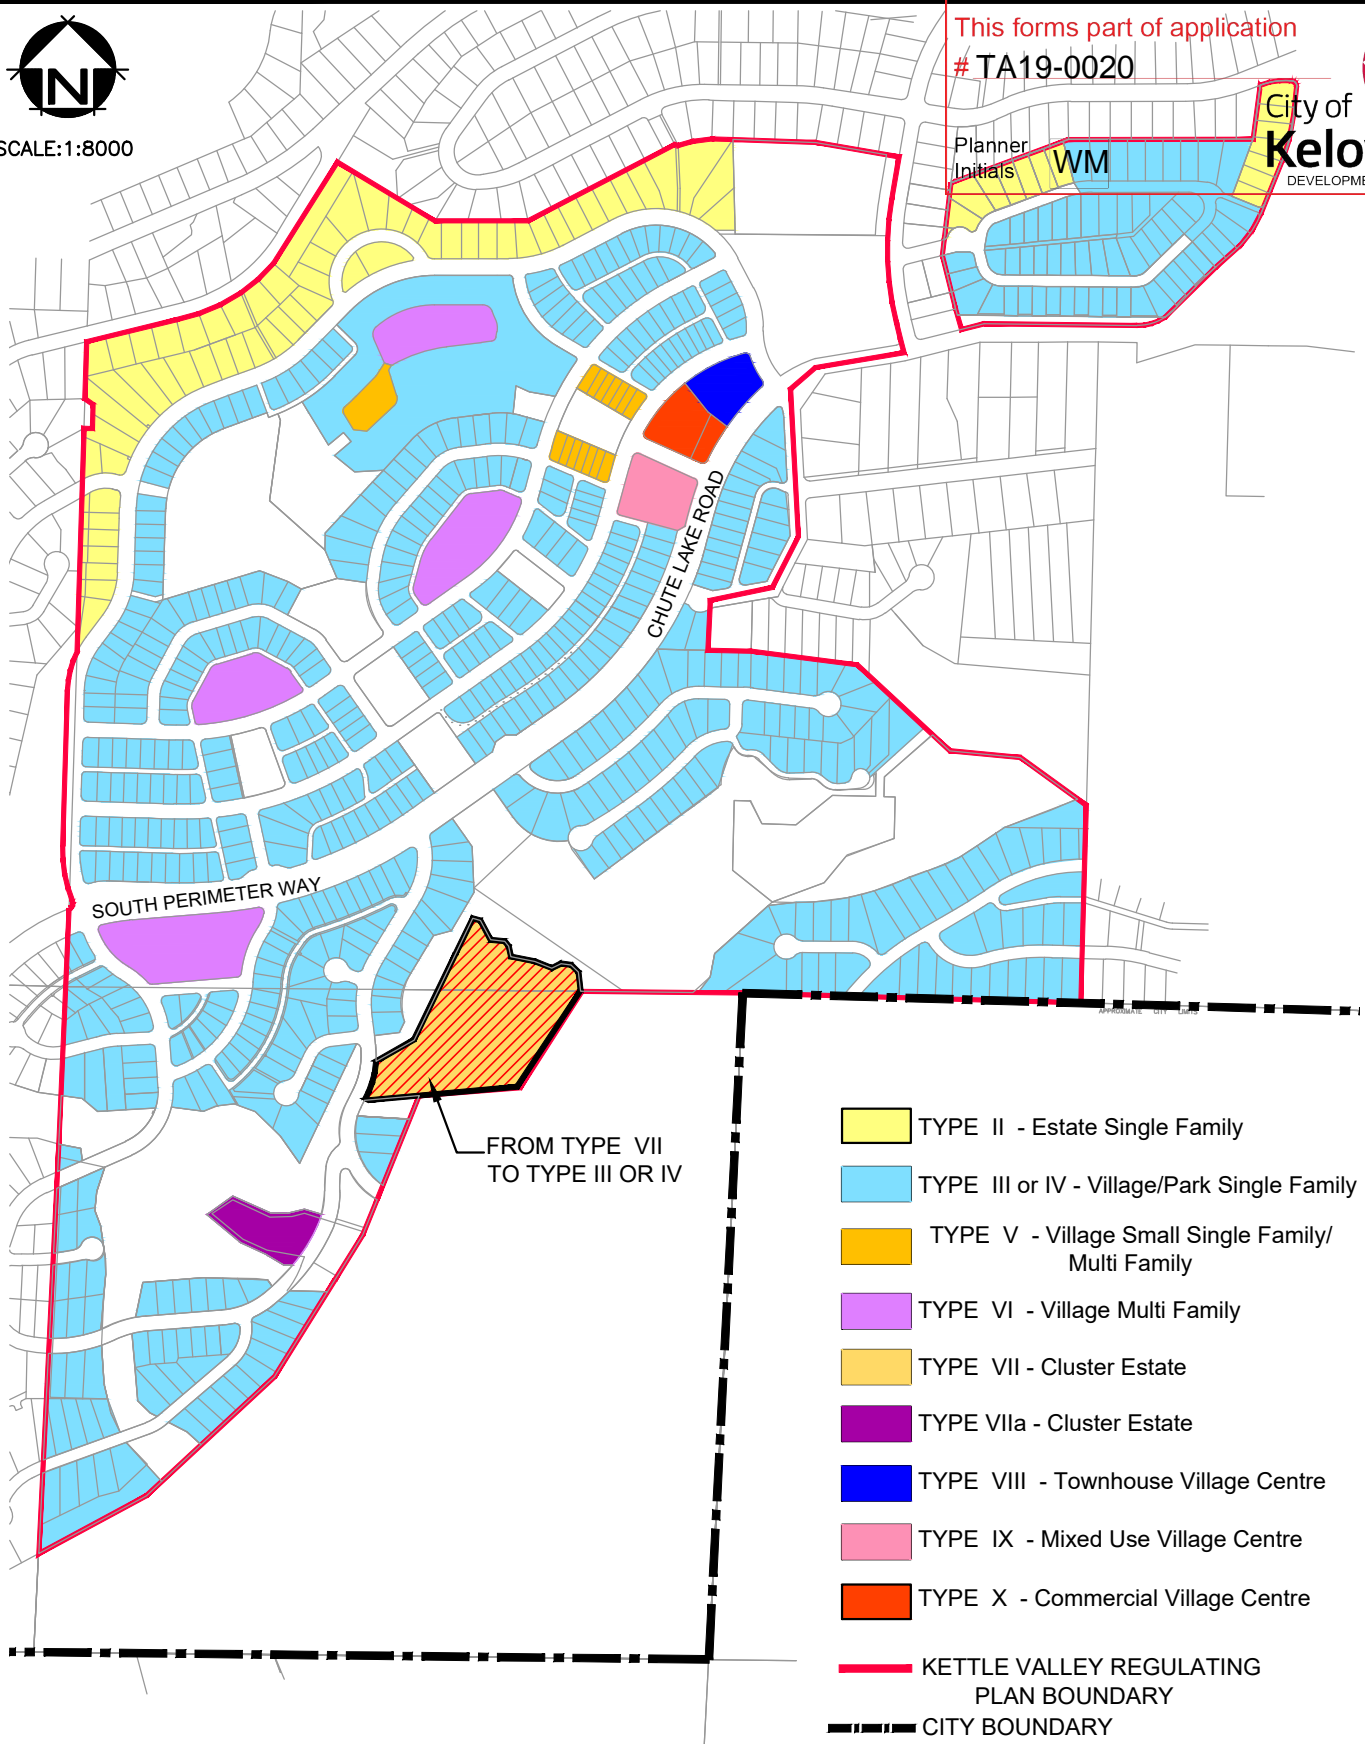 This forms part of application
# TA19-0020
City of
Planner
Initials WM
DEVELOPME
N
SCALE:1:8000
CHUTE LAKE ROAD
SOUTH PERIMETER WAY
APPROXIMATE CITY LIMITS
FROM TYPE VII
TO TYPE III OR IV
TYPE II - Estate Single Family
TYPE III or IV - Village/Park Single Family
TYPE V - Village Small Single Family/
Multi Family
TYPE VI - Village Multi Family
TYPE VII - Cluster Estate
TYPE VIIa - Cluster Estate
TYPE VIII - Townhouse Village Centre
TYPE IX - Mixed Use Village Centre
TYPE X - Commercial Village Centre
KETTLE VALLEY REGULATING
PLAN BOUNDARY
CITY BOUNDARY